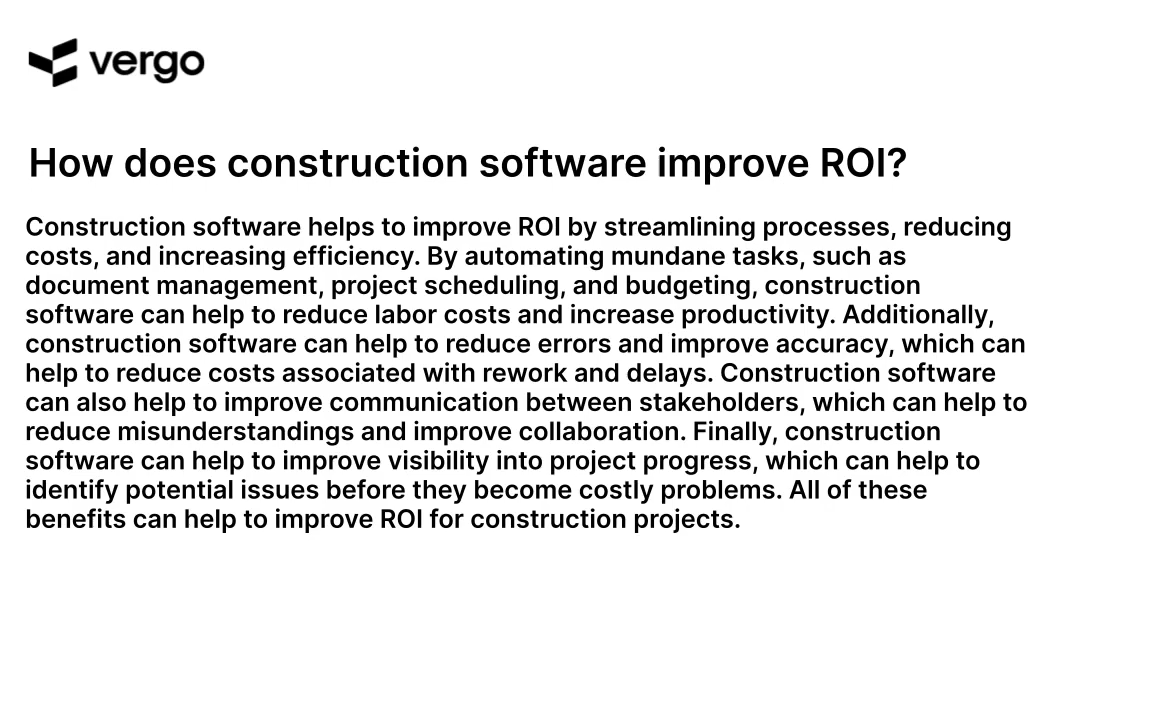 vergo
How does construction software improve ROI?
Construction software helps to improve ROI by streamlining processes, reducing
costs, and increasing efficiency. By automating mundane tasks, such as
document management, project scheduling, and budgeting, construction
software can help to reduce labor costs and increase productivity. Additionally,
construction software can help to reduce errors and improve accuracy, which can
help to reduce costs associated with rework and delays. Construction software
can also help to improve communication between stakeholders, which can help to
reduce misunderstandings and improve collaboration. Finally, construction
software can help to improve visibility into project progress, which can help to
identify potential issues before they become costly problems. All of these
benefits can help to improve ROI for construction projects.